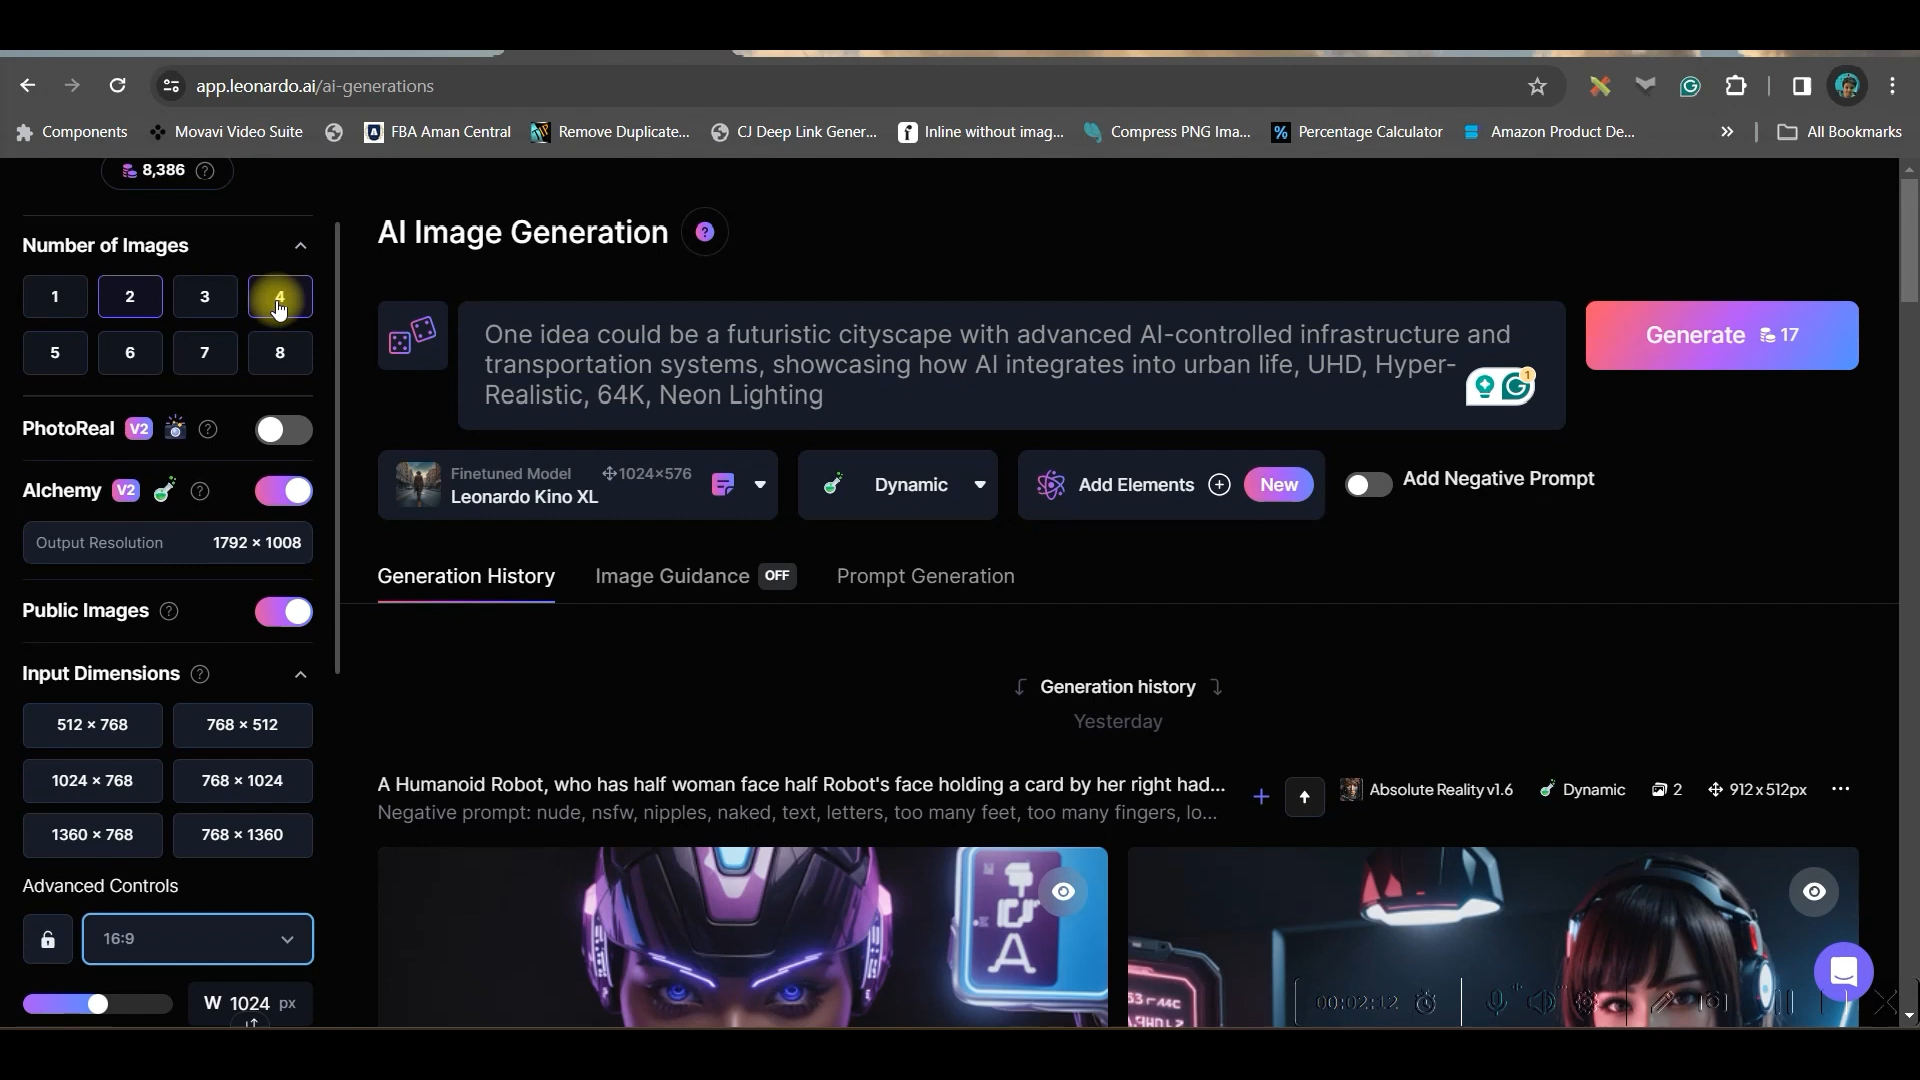 app.leonardo.ai/ai-generations
Components
Movavi Video Suite
FBA Aman Central
Remove Duplicate...
CJ Deep Link Gener...
Inline without imag...
Compress PNG Ima...
Percentage Calculator
Amazon Product De...
»
All Bookmarks
8,386
Number of Images
1 2 3 4
5 6 7 8
PhotoReal V2
Alchemy V2
Output Resolution 1792 × 1008
Public Images
Input Dimensions
512 × 768 768 × 512
1024 × 768 768 × 1024
1360 × 768 768 × 1360
Advanced Controls
16:9
W 1024 px
AI Image Generation ?
One idea could be a futuristic cityscape with advanced AI-controlled infrastructure and
transportation systems, showcasing how AI integrates into urban life, UHD, Hyper-
Realistic, 64K, Neon Lighting
1
Generate 17
Finetuned Model 1024×576
Leonardo Kino XL
Dynamic
Add Elements New
Add Negative Prompt
Generation History Image Guidance OFF Prompt Generation
Generation history
Yesterday
A Humanoid Robot, who has half woman face half Robot's face holding a card by her right had...
Negative prompt: nude, nsfw, nipples, naked, text, letters, too many feet, too many fingers, lo...
Absolute Reality v1.6 Dynamic 2 912x512px
A
00:02:12